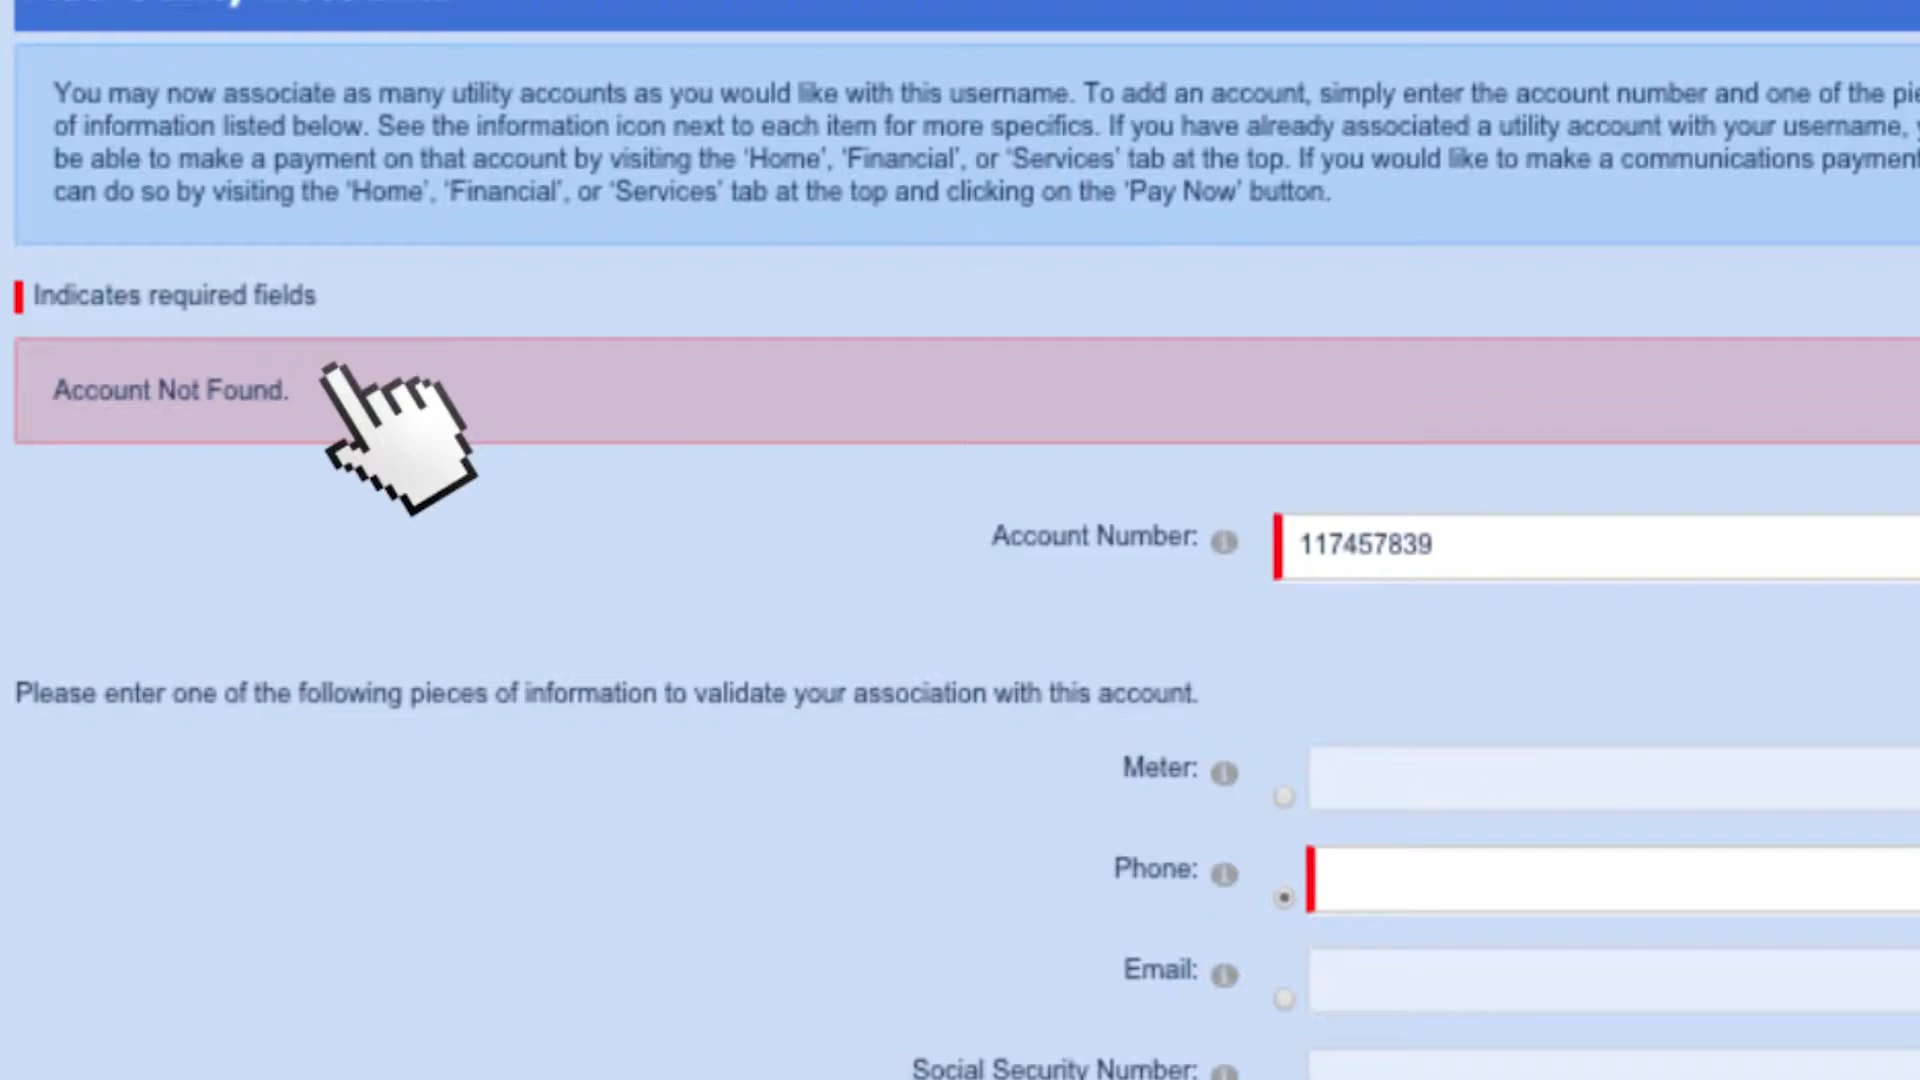 You may now associate as many utility accounts as you would like with this username. To add an account, simply enter the account number and one of the
of information listed below. See the information icon next to each item for more specifics. If you have already associated a utility account with your username,
be able to make a payment on that account by visiting the ‘Home’, ‘Financial’, or ‘Services’ tab at the top. If you would like to make a communications payment
can do so by visiting the ‘Home’, ‘Financial’, or ‘Services’ tab at the top and clicking on the ‘Pay Now’ button.
Indicates required fields
Account Not Found.
Account Number: 117457839
Please enter one of the following pieces of information to validate your association with this account.
Meter:
Phone:
Email:
Social Security Number: